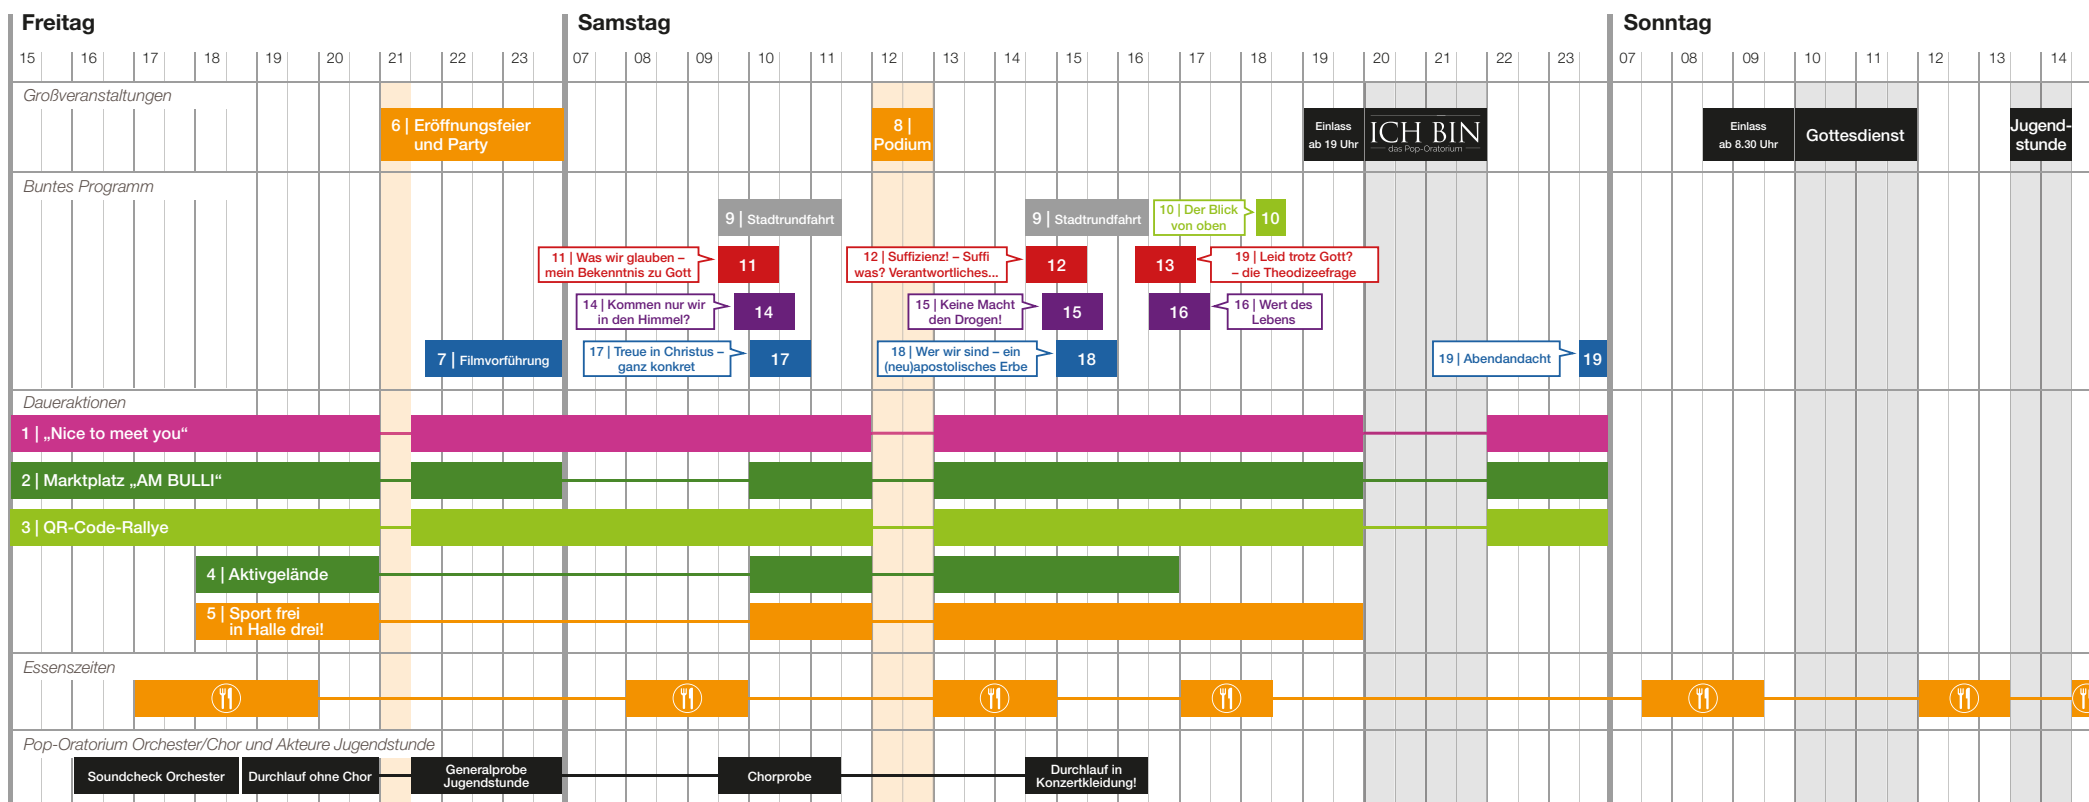 Freitag
Samstag
Sonntag
15 16 17 18 19 20 21 22 23 07 08 09 10 11 12 13 14 15 16 17 18 19 20 21 22 23 07 08 09 10 11 12 13 14
Großveranstaltungen
6 | Eröffnungsfeier
und Party
8 |
Podium
Einlass
ab 19 Uhr
ICH BIN
das Pop-Oratorium
Einlass
ab 8.30 Uhr
Gottesdienst
Jugend-
stunde
Buntes Programm
9 | Stadtrundfahrt
9 | Stadtrundfahrt
10 | Der Blick
von oben
10
11 | Was wir glauben –
mein Bekenntnis zu Gott
11
12 | Suffizienz! – Suffi
was? Verantwortliches...
12
13
19 | Leid trotz Gott?
– die Theodizeefrage
14 | Kommen nur wir
in den Himmel?
14
15 | Keine Macht
den Drogen!
15
16
16 | Wert des
Lebens
7 | Filmvorführung
17 | Treue in Christus –
ganz konkret
17
18 | Wer wir sind – ein
(neu)apostolisches Erbe
18
19 | Abendandacht
19
Daueraktionen
1 | „Nice to meet you“
2 | Marktplatz „AM BULLI“
3 | QR-Code-Rallye
4 | Aktivgelände
5 | Sport frei
in Halle drei!
Essenszeiten
Pop-Oratorium Orchester/Chor und Akteure Jugendstunde
Soundcheck Orchester
Durchlauf ohne Chor
Generalprobe
Jugendstunde
Chorprobe
Durchlauf in
Konzertkleidung!